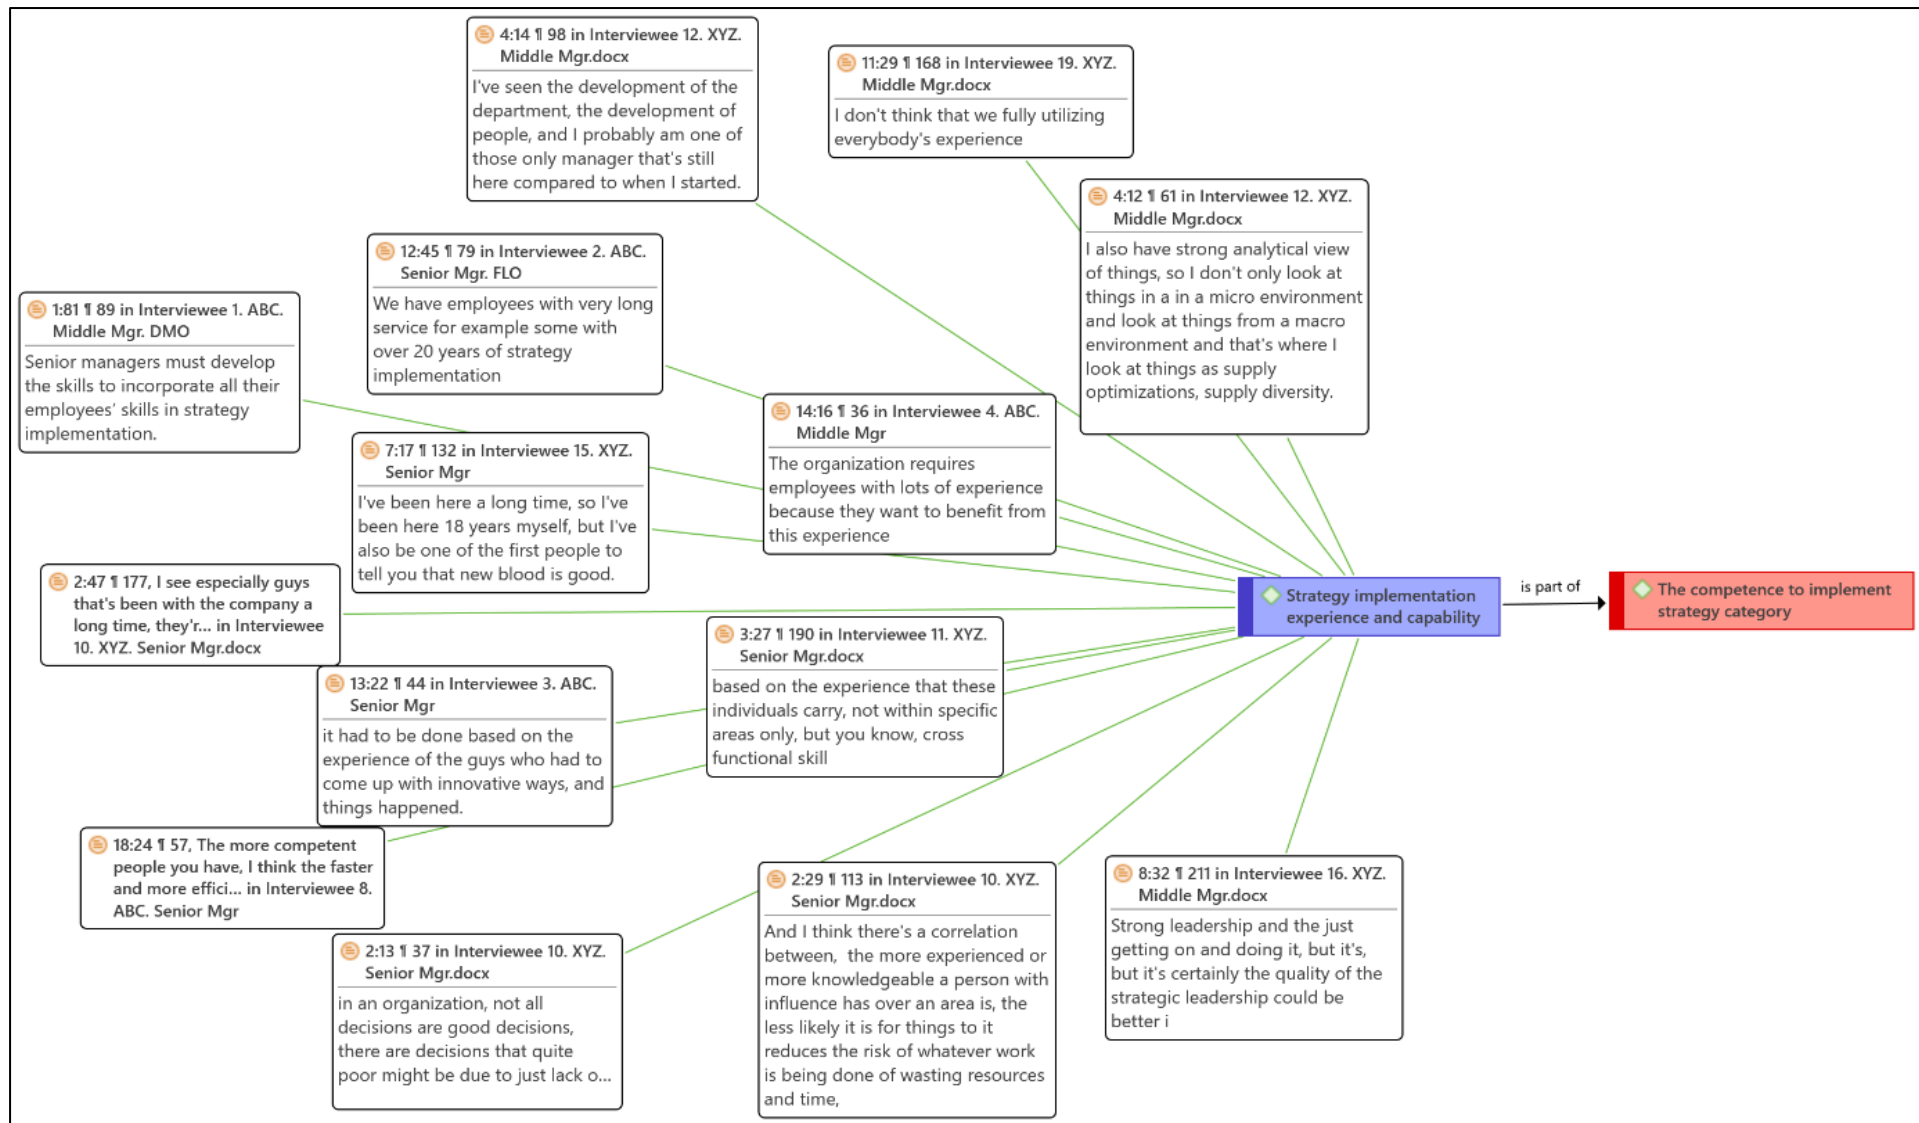 4:14 ¶ 98 in Interviewee 12. XYZ.
Middle Mgr.docx
I've seen the development of the
department, the development of
people, and I probably am one of
those only manager that's still
here compared to when I started.
11:29 ¶ 168 in Interviewee 19. XYZ.
Middle Mgr.docx
I don't think that we fully utilizing
everybody's experience
4:12 ¶ 61 in Interviewee 12. XYZ.
Middle Mgr.docx
I also have strong analytical view
of things, so I don't only look at
things in a in a micro environment
and look at things from a macro
environment and that's where I
look at things as supply
optimizations, supply diversity.
12:45 ¶ 79 in Interviewee 2. ABC.
Senior Mgr. FLO
We have employees with very long
service for example some with
over 20 years of strategy
implementation
1:81 ¶ 89 in Interviewee 1. ABC.
Middle Mgr. DMO
Senior managers must develop
the skills to incorporate all their
employees' skills in strategy
implementation.
14:16 ¶ 36 in Interviewee 4. ABC.
Middle Mgr
The organization requires
employees with lots of experience
because they want to benefit from
this experience
7:17 ¶ 132 in Interviewee 15. XYZ.
Senior Mgr
I've been here a long time, so I've
been here 18 years myself, but I've
also be one of the first people to
tell you that new blood is good.
2:47 ¶ 177, I see especially guys
that's been with the company a
long time, they'r... in Interviewee
10. XYZ. Senior Mgr.docx
Strategy implementation
experience and capability
is part of
The competence to implement
strategy category
3:27 ¶ 190 in Interviewee 11. XYZ.
Senior Mgr.docx
based on the experience that these
individuals carry, not within specific
areas only, but you know, cross
functional skill
13:22 ¶ 44 in Interviewee 3. ABC.
Senior Mgr
it had to be done based on the
experience of the guys who had to
come up with innovative ways, and
things happened.
18:24 ¶ 57, The more competent
people you have, I think the faster
and more effici... in Interviewee 8.
ABC. Senior Mgr
2:13 ¶ 37 in Interviewee 10. XYZ.
Senior Mgr.docx
in an organization, not all
decisions are good decisions,
there are decisions that quite
poor might be due to just lack o...
2:29 ¶ 113 in Interviewee 10. XYZ.
Senior Mgr.docx
And I think there's a correlation
between,  the more experienced or
more knowledgeable a person with
influence has over an area is, the
less likely it is for things to it
reduces the risk of whatever work
is being done of wasting resources
and time,
8:32 ¶ 211 in Interviewee 16. XYZ.
Middle Mgr.docx
Strong leadership and the just
getting on and doing it, but it's,
but it's certainly the quality of the
strategic leadership could be
better i